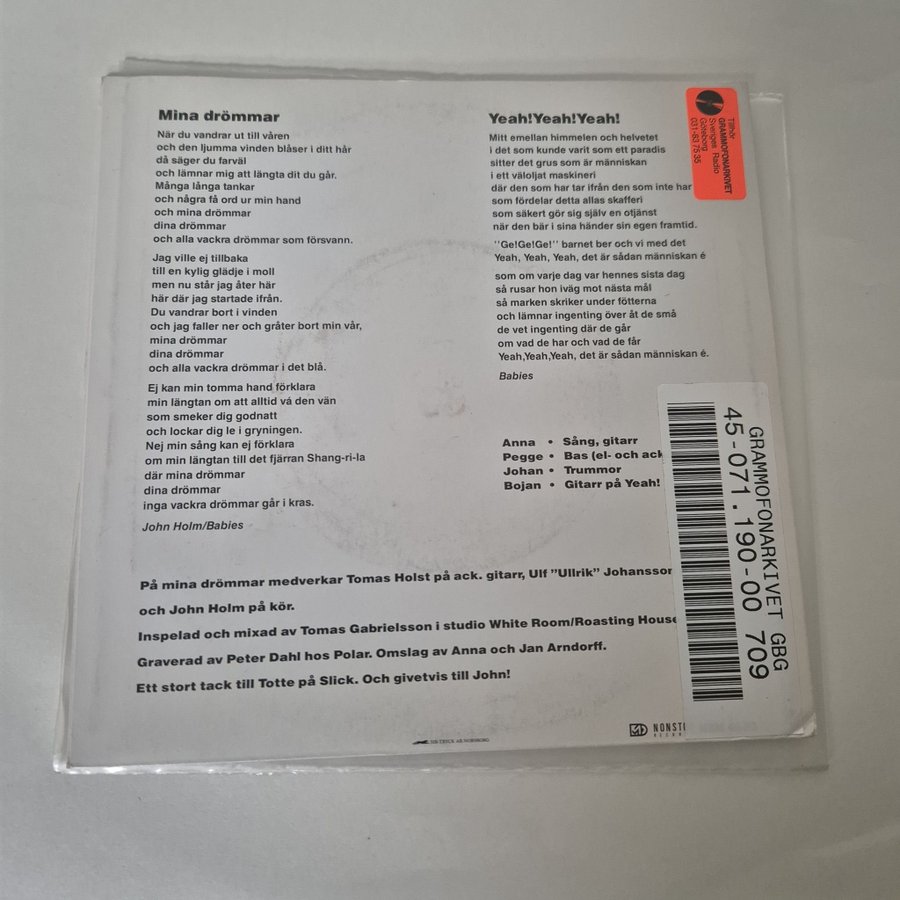 Mina drömmar
När du vandrar ut till våren
och den ljumma vinden blåser i ditt hår
då säger du farväl
och lämnar mig att längta dit du går.
Många långa tankar
och några få ord ur min hand
och mina drömmar
dina drömmar
och alla vackra drömmar som försvann.
Jag ville ej tillbaka
till en kylig glädje i moll
men nu står jag åter här
här där jag startade ifrån.
Du vandrar bort i vinden
och jag faller ner och gråter bort min vår,
mina drömmar
dina drömmar
och alla vackra drömmar i det blå.
Ej kan min tomma hand förklara
min längtan om att alltid vá den vän
som smeker dig godnatt
och lockar dig le i gryningen.
Nej min sång kan ej förklara
om min längtan till det fjärran Shang-ri-la
där mina drömmar
dina drömmar
inga vackra drömmar går i kras.
John Holm/Babies
Yeah!Yeah!Yeah!
Mitt emellan himmelen och helvetet
i det som kunde varit som ett paradis
sitter det grus som är människan
i ett väloljat maskineri
där den som har tar ifrån den som inte har
som fördelar detta allas skafferi
som säkert gör sig själv en otjänst
när den bär i sina händer sin egen framtid.
"Ge!Ge!Ge!" barnet ber och vi med det
Yeah, Yeah, Yeah, det är sådan människan é
som om varje dag var hennes sista dag
så rusar hon iväg mot nästa mål
så marken skriker under fötterna
och lämnar ingenting över åt de små
de vet ingenting där de går
om vad de har och vad de får
Yeah,Yeah,Yeah, det är sådan människan é.
Babies
Anna • Sång, gitarr
Pegge • Bas (el- och ack
Johan • Trummor
Bojan • Gitarr på Yeah!
På mina drömmar medverkar Tomas Holst på ack. gitarr, Ulf "Ullrik" Johansson
och John Holm på kör.
Inspelad och mixad av Tomas Gabrielsson i studio White Room/Roasting House
Graverad av Peter Dahl hos Polar. Omslag av Anna och Jan Arndorff.
Ett stort tack till Totte på Slick. Och givetvis till John!
Tillhör
GRAMMOFONARKIVET
Sveriges Radio
Göteborg
031-83 75 35
GRAMMOFONARKIVET GBG
45-071.190-00 709
NONST